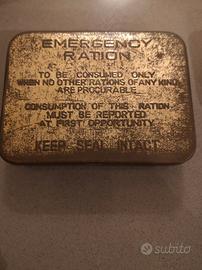 EMERGENCY
RATION
TO BE CONSUMED ONLY
WHEN NO OTHER RATIONS OF ANY KIND
ARE PROCURABLE
CONSUMPTION OF THIS RATION
MUST BE REPORTED
AT FIRST OPPORTUNITY
KEEP SEAL INTACT
subito